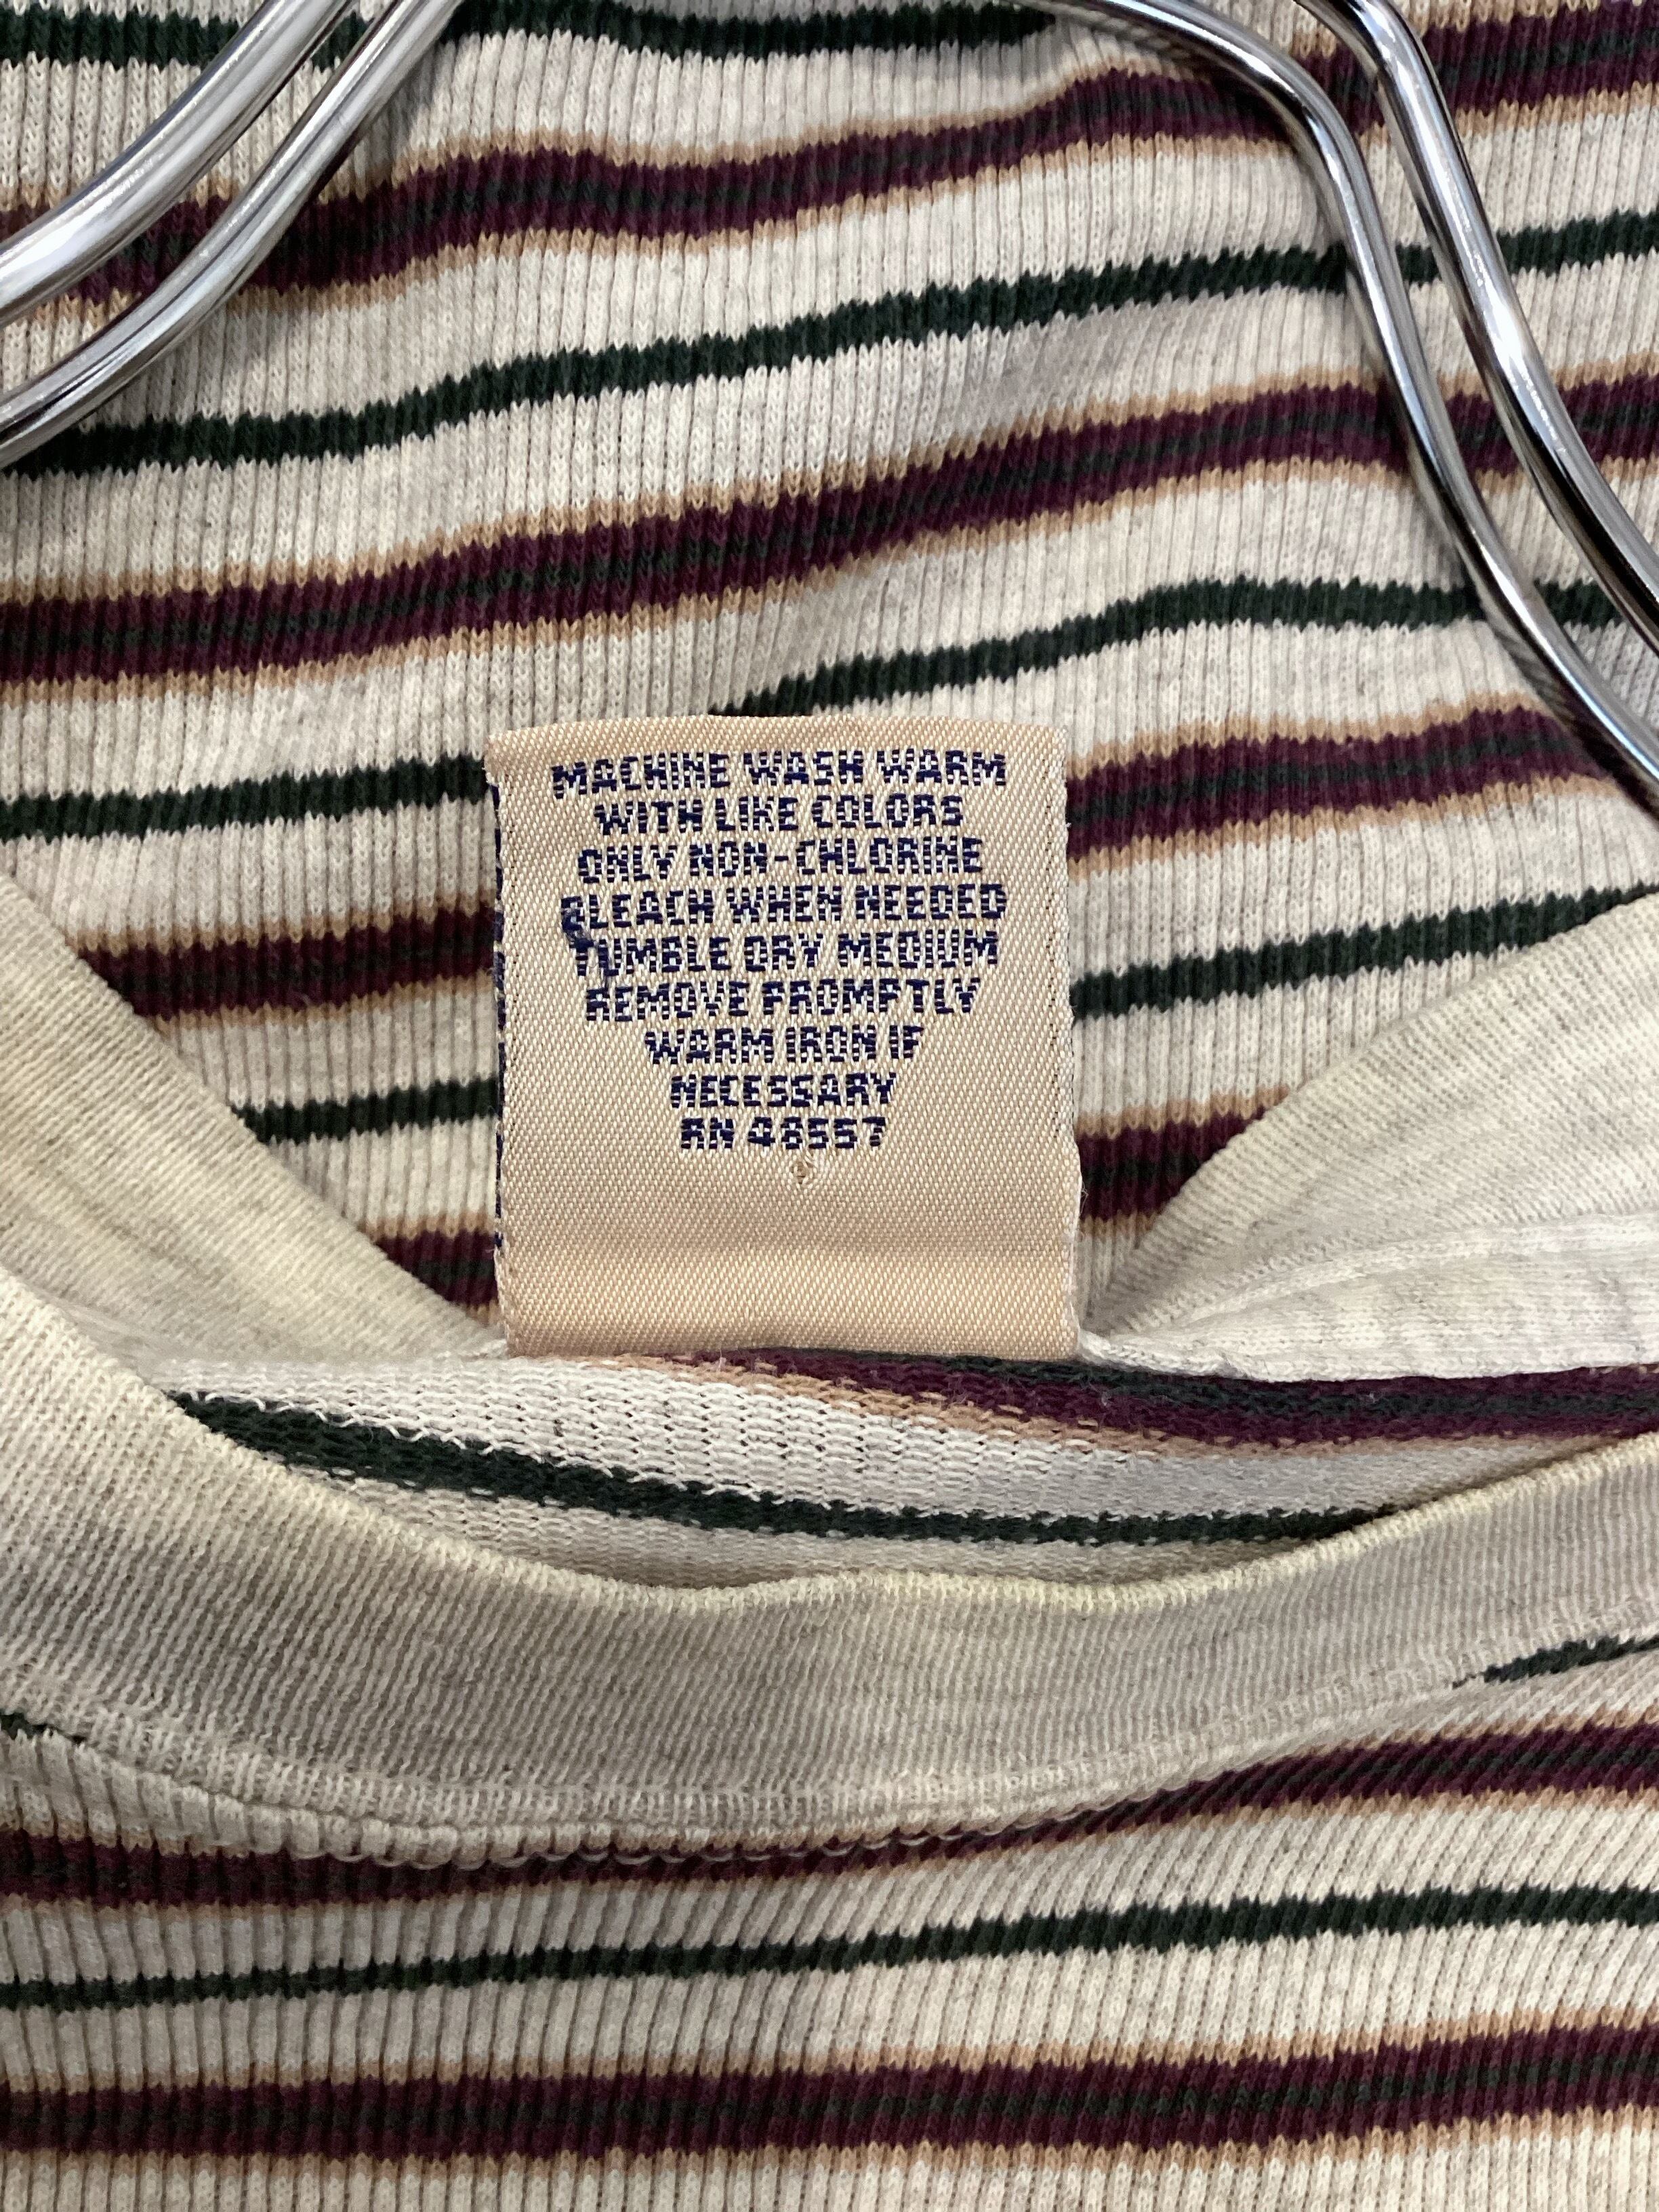 MACHINE WASH WARM
WITH LIKE COLORS
ONLY NON-CHLORINE
BLEACH WHEN NEEDED
TUMBLE DRY MEDIUM
REMOVE PROMPTLY
WARM IRON IF
NECESSARY
RN 48557